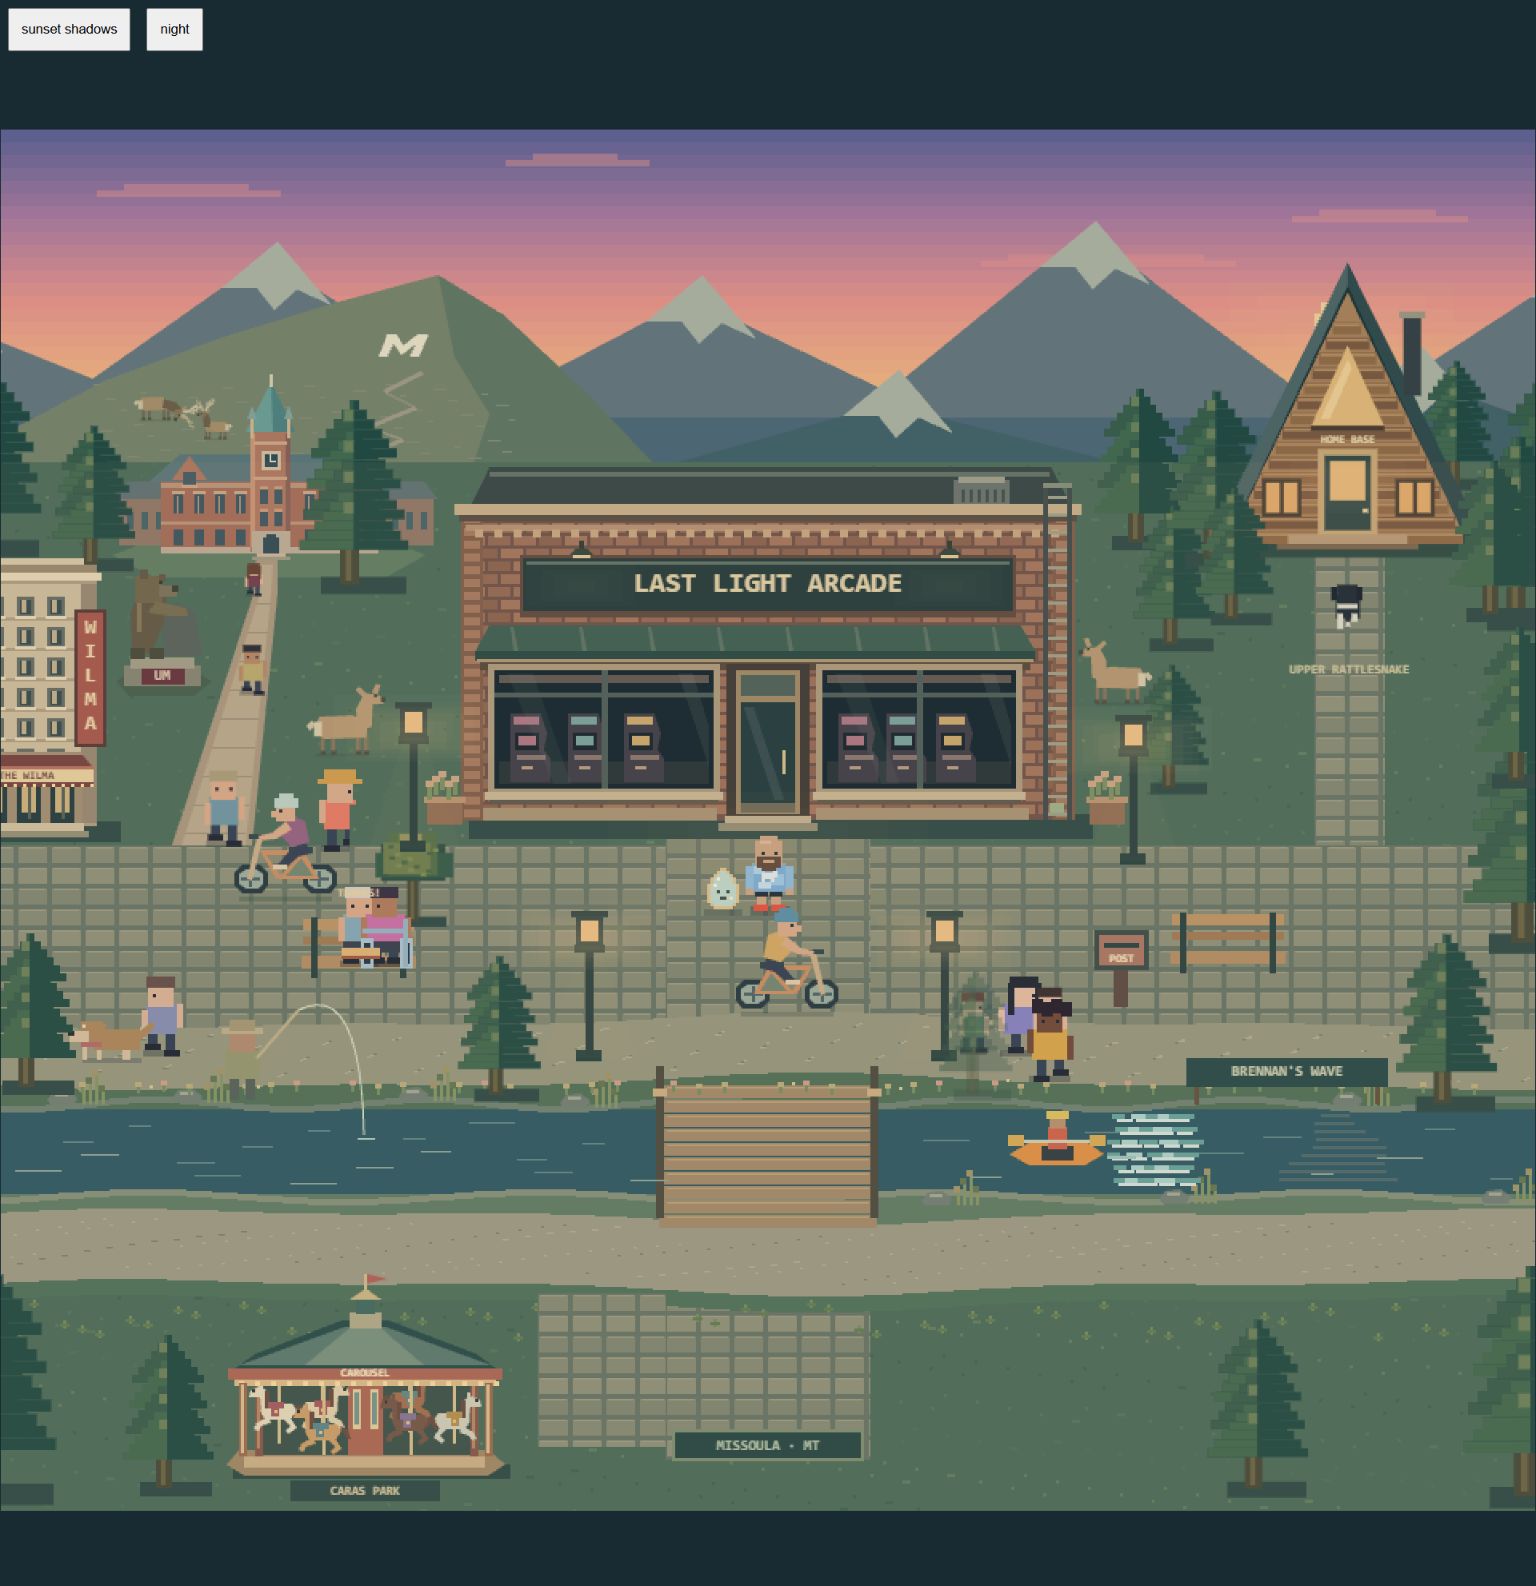 sunset shadows
night
M
HOME BASE
LAST LIGHT ARCADE
WILMA
UM
UPPER RATTLESNAKE
THE WILMA
POST
BRENNAN'S WAVE
CAROUSEL
MISSOULA · MT
CARAS PARK